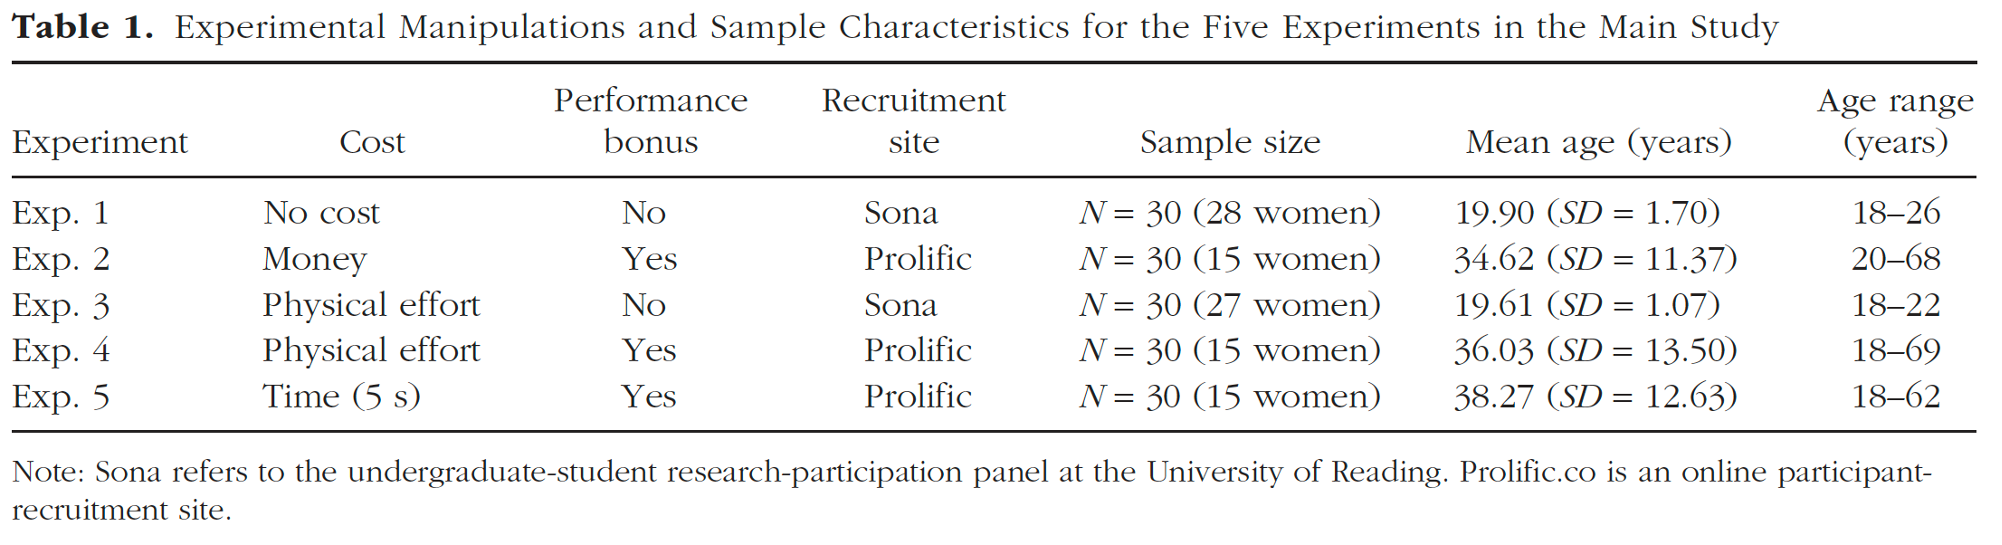 Table 1. Experimental Manipulations and Sample Characteristics for the Five Experiments in the Main Study
Experiment Cost Performance bonus Recruitment site Sample size Mean age (years) Age range (years)
Exp. 1 No cost No Sona N = 30 (28 women) 19.90 (SD = 1.70) 18–26
Exp. 2 Money Yes Prolific N = 30 (15 women) 34.62 (SD = 11.37) 20–68
Exp. 3 Physical effort No Sona N = 30 (27 women) 19.61 (SD = 1.07) 18–22
Exp. 4 Physical effort Yes Prolific N = 30 (15 women) 36.03 (SD = 13.50) 18–69
Exp. 5 Time (5 s) Yes Prolific N = 30 (15 women) 38.27 (SD = 12.63) 18–62
Note: Sona refers to the undergraduate-student research-participation panel at the University of Reading. Prolific.co is an online participant-
recruitment site.